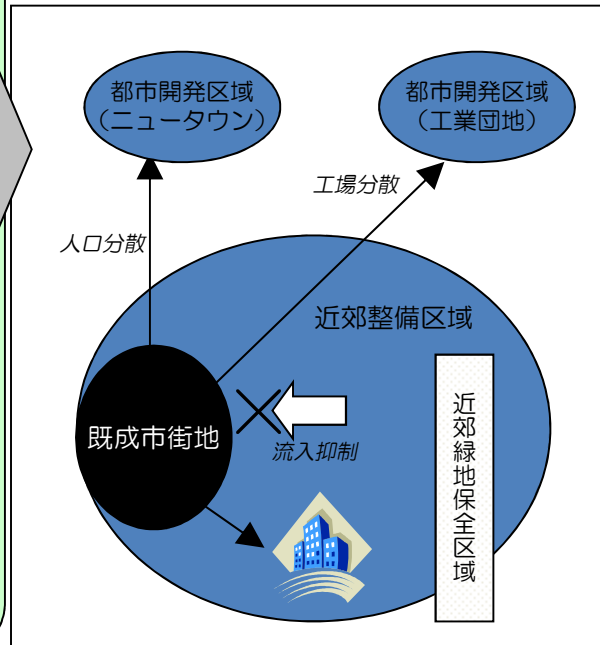 都市開発区域
（ニュータウン）
都市開発区域
（工業団地）
工場分散
人口分散
近郊整備区域
既成市街地
流入抑制
近郊緑地保全区域